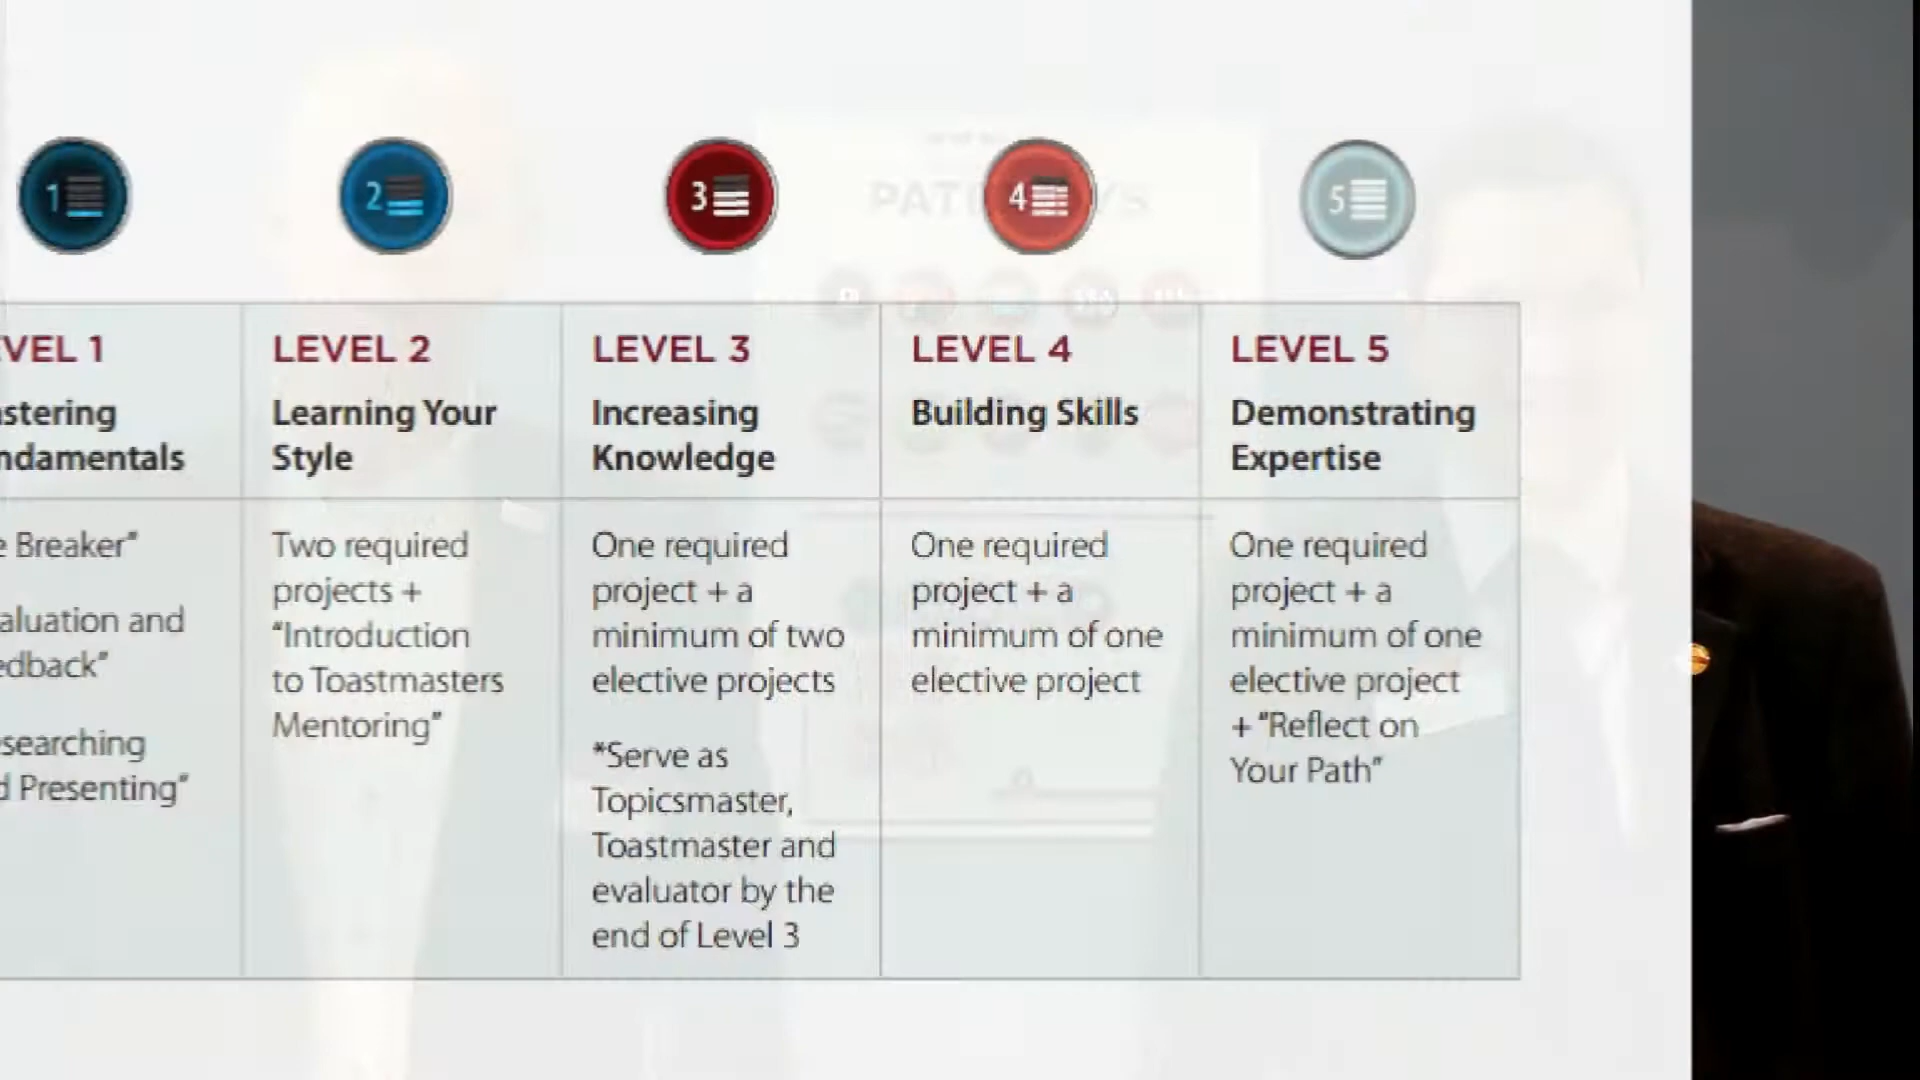 1
2
3
4
5
VEL 1
stering
ndamentals
LEVEL 2
Learning Your
Style
LEVEL 3
Increasing
Knowledge
LEVEL 4
Building Skills
LEVEL 5
Demonstrating
Expertise
e Breaker”
aluation and
edback”
searching
d Presenting”
Two required
projects +
“Introduction
to Toastmasters
Mentoring”
One required
project + a
minimum of two
elective projects
*Serve as
Topicsmaster,
Toastmaster and
evaluator by the
end of Level 3
One required
project + a
minimum of one
elective project
One required
project + a
minimum of one
elective project
+ “Reflect on
Your Path”